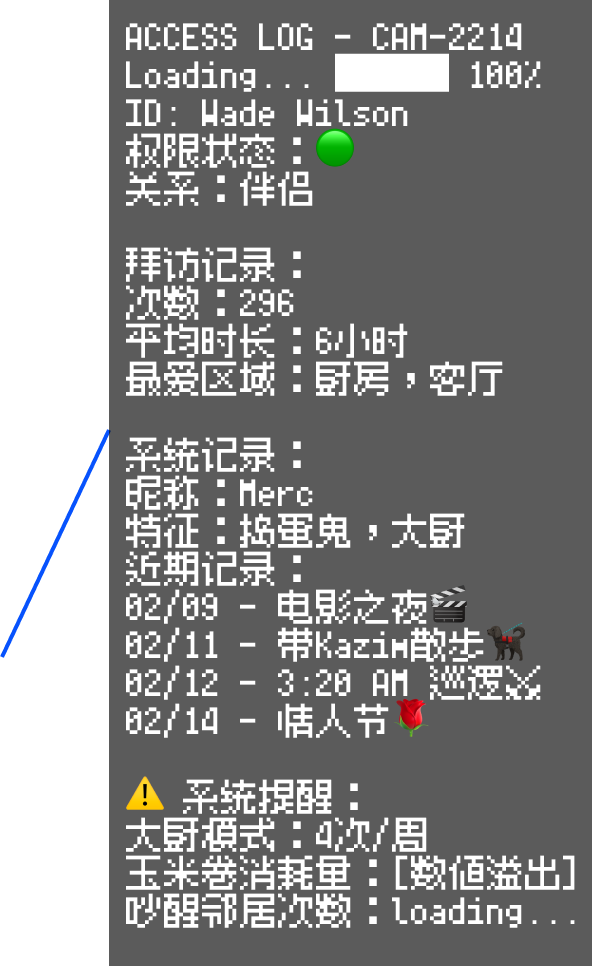 ACCESS LOG - CAM-2214
Loading... 100%
ID: Wade Wilson
权限状态：🟢
关系：伴侣
拜访记录：
次数：296
平均时长：6小时
最爱区域：厨房，客厅
系统记录：
昵称：Merc
特征：捣蛋鬼，大厨
近期记录：
02/09 - 电影之夜🎬
02/11 - 带Kazim散步🐕‍🦺
02/12 - 3:20 AM 巡逻⚔
02/14 - 情人节🌹
⚠️ 系统提醒：
大厨模式：4次/周
玉米卷消耗量：[数值溢出]
吵醒邻居次数：loading...